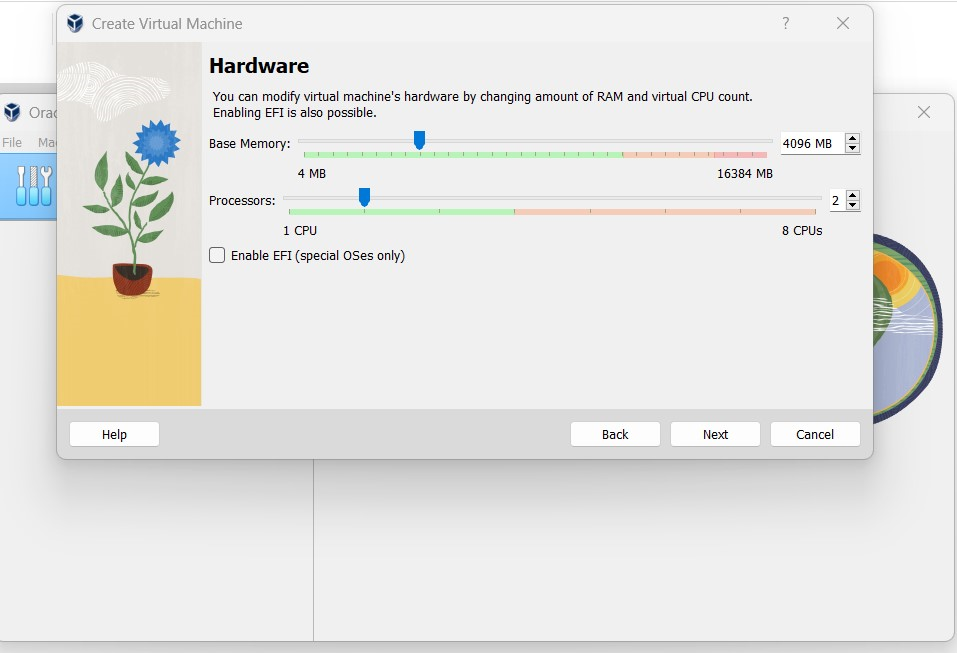 Create Virtual Machine
?
Hardware
You can modify virtual machine's hardware by changing amount of RAM and virtual CPU count.
Enabling EFI is also possible.
Base Memory:
4096 MB
4 MB
16384 MB
Processors:
2
1 CPU
8 CPUs
Enable EFI (special OSes only)
Help
Back
Next
Cancel
File